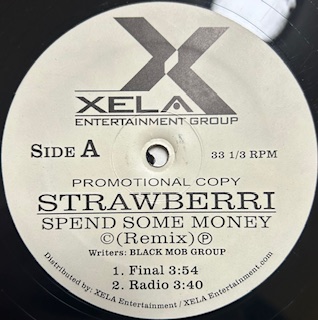 X
XELA
ENTERTAINMENT GROUP
SIDE A
33 1/3 RPM
PROMOTIONAL COPY
STRAWBERRI
SPEND SOME MONEY
©(Remix)℗
Writers: BLACK MOB GROUP
1. Final 3:54
2. Radio 3:40
Distributed by: XELA Entertainment / XELA Entertainment.com